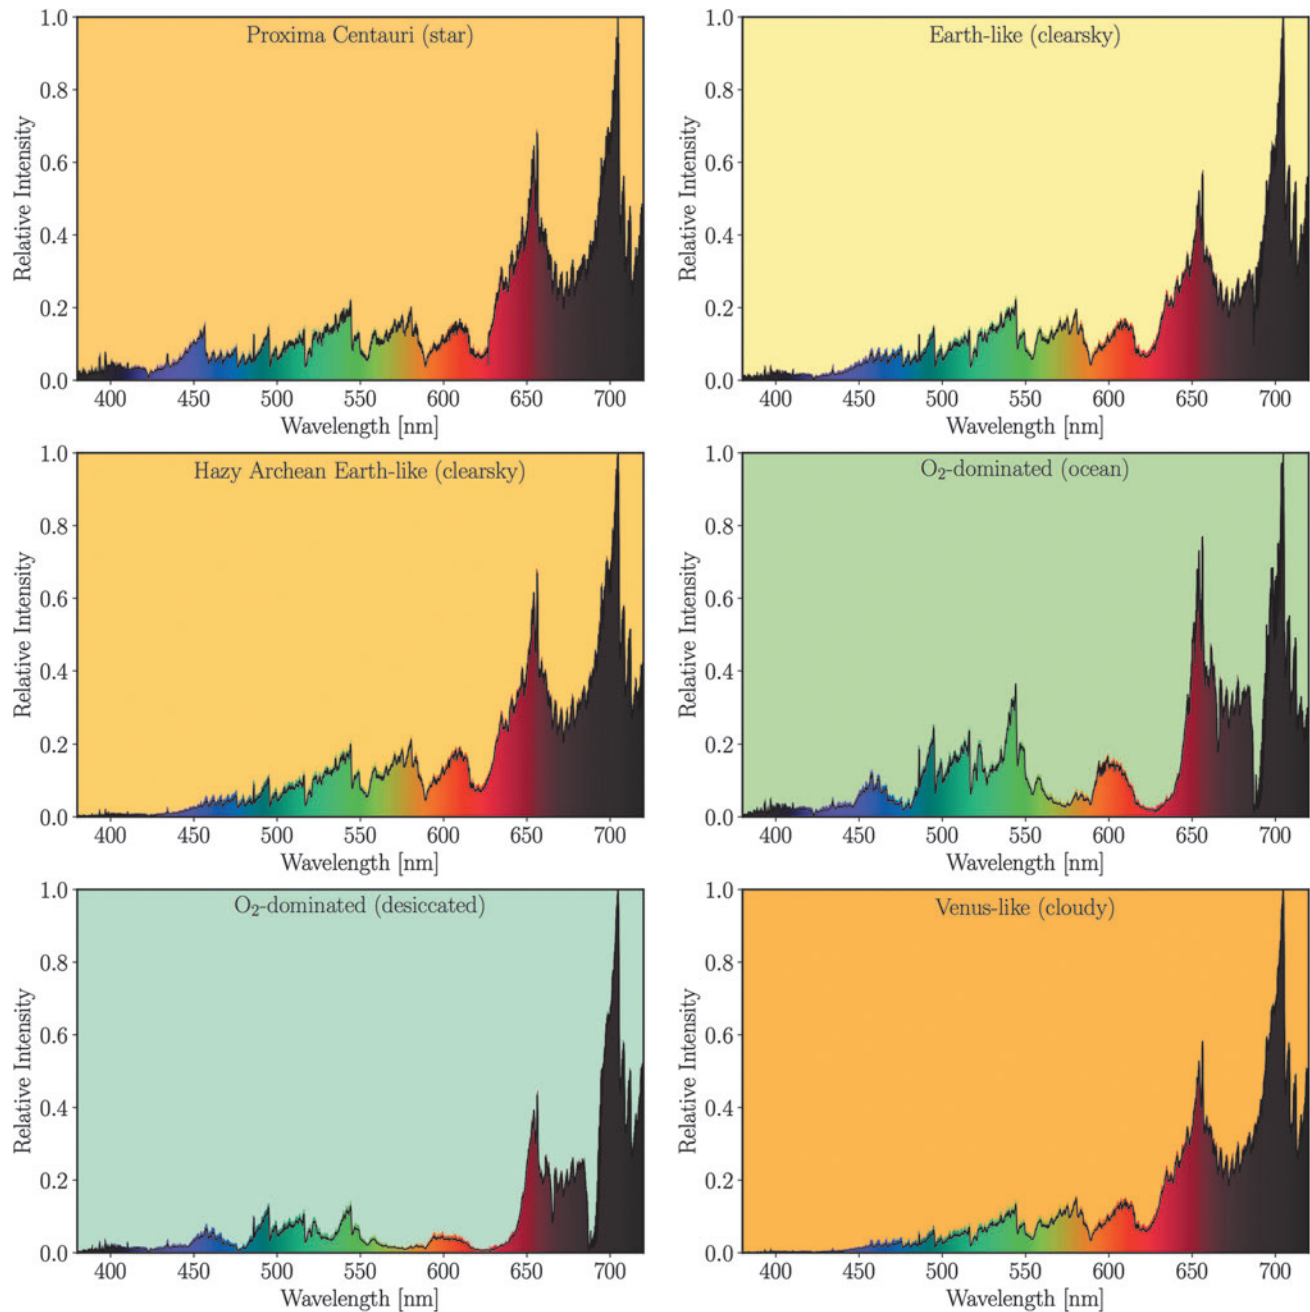 Proxima Centauri (star)
Relative Intensity
1.0
0.8
0.6
0.4
0.2
0.0
400 450 500 550 600 650 700
Wavelength [nm]
Earth-like (clearsky)
Relative Intensity
1.0
0.8
0.6
0.4
0.2
0.0
400 450 500 550 600 650 700
Wavelength [nm]
Hazy Archean Earth-like (clearsky)
Relative Intensity
1.0
0.8
0.6
0.4
0.2
0.0
400 450 500 550 600 650 700
Wavelength [nm]
O₂-dominated (ocean)
Relative Intensity
1.0
0.8
0.6
0.4
0.2
0.0
400 450 500 550 600 650 700
Wavelength [nm]
O₂-dominated (desiccated)
Relative Intensity
1.0
0.8
0.6
0.4
0.2
0.0
400 450 500 550 600 650 700
Wavelength [nm]
Venus-like (cloudy)
Relative Intensity
1.0
0.8
0.6
0.4
0.2
0.0
400 450 500 550 600 650 700
Wavelength [nm]